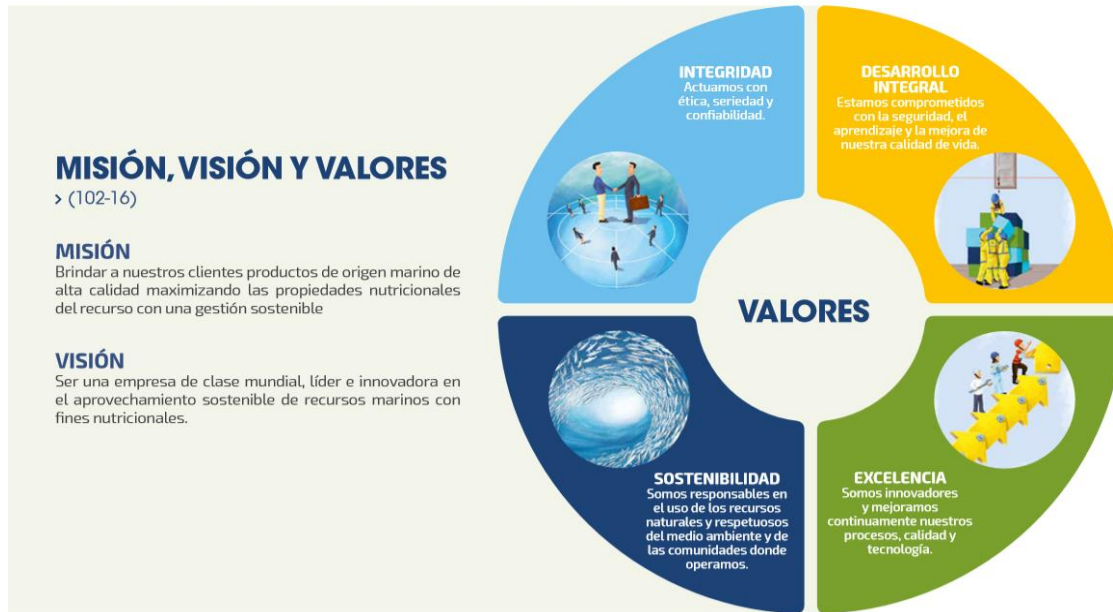 MISIÓN, VISIÓN Y VALORES
> (102-16)
MISIÓN
Brindar a nuestros clientes productos de origen marino de
alta calidad maximizando las propiedades nutricionales
del recurso con una gestión sostenible
VISIÓN
Ser una empresa de clase mundial, líder e innovadora en
el aprovechamiento sostenible de recursos marinos con
fines nutricionales.
INTEGRIDAD
Actuamos con
ética, seriedad y
confiabilidad.
DESARROLLO
INTEGRAL
Estamos comprometidos
con la seguridad, el
aprendizaje y la mejora de
nuestra calidad de vida.
VALORES
SOSTENIBILIDAD
Somos responsables en
el uso de los recursos
naturales y respetuosos
del medio ambiente y de
las comunidades donde
operamos.
EXCELENCIA
Somos innovadores
y mejoramos
continuamente nuestros
procesos, calidad y
tecnología.